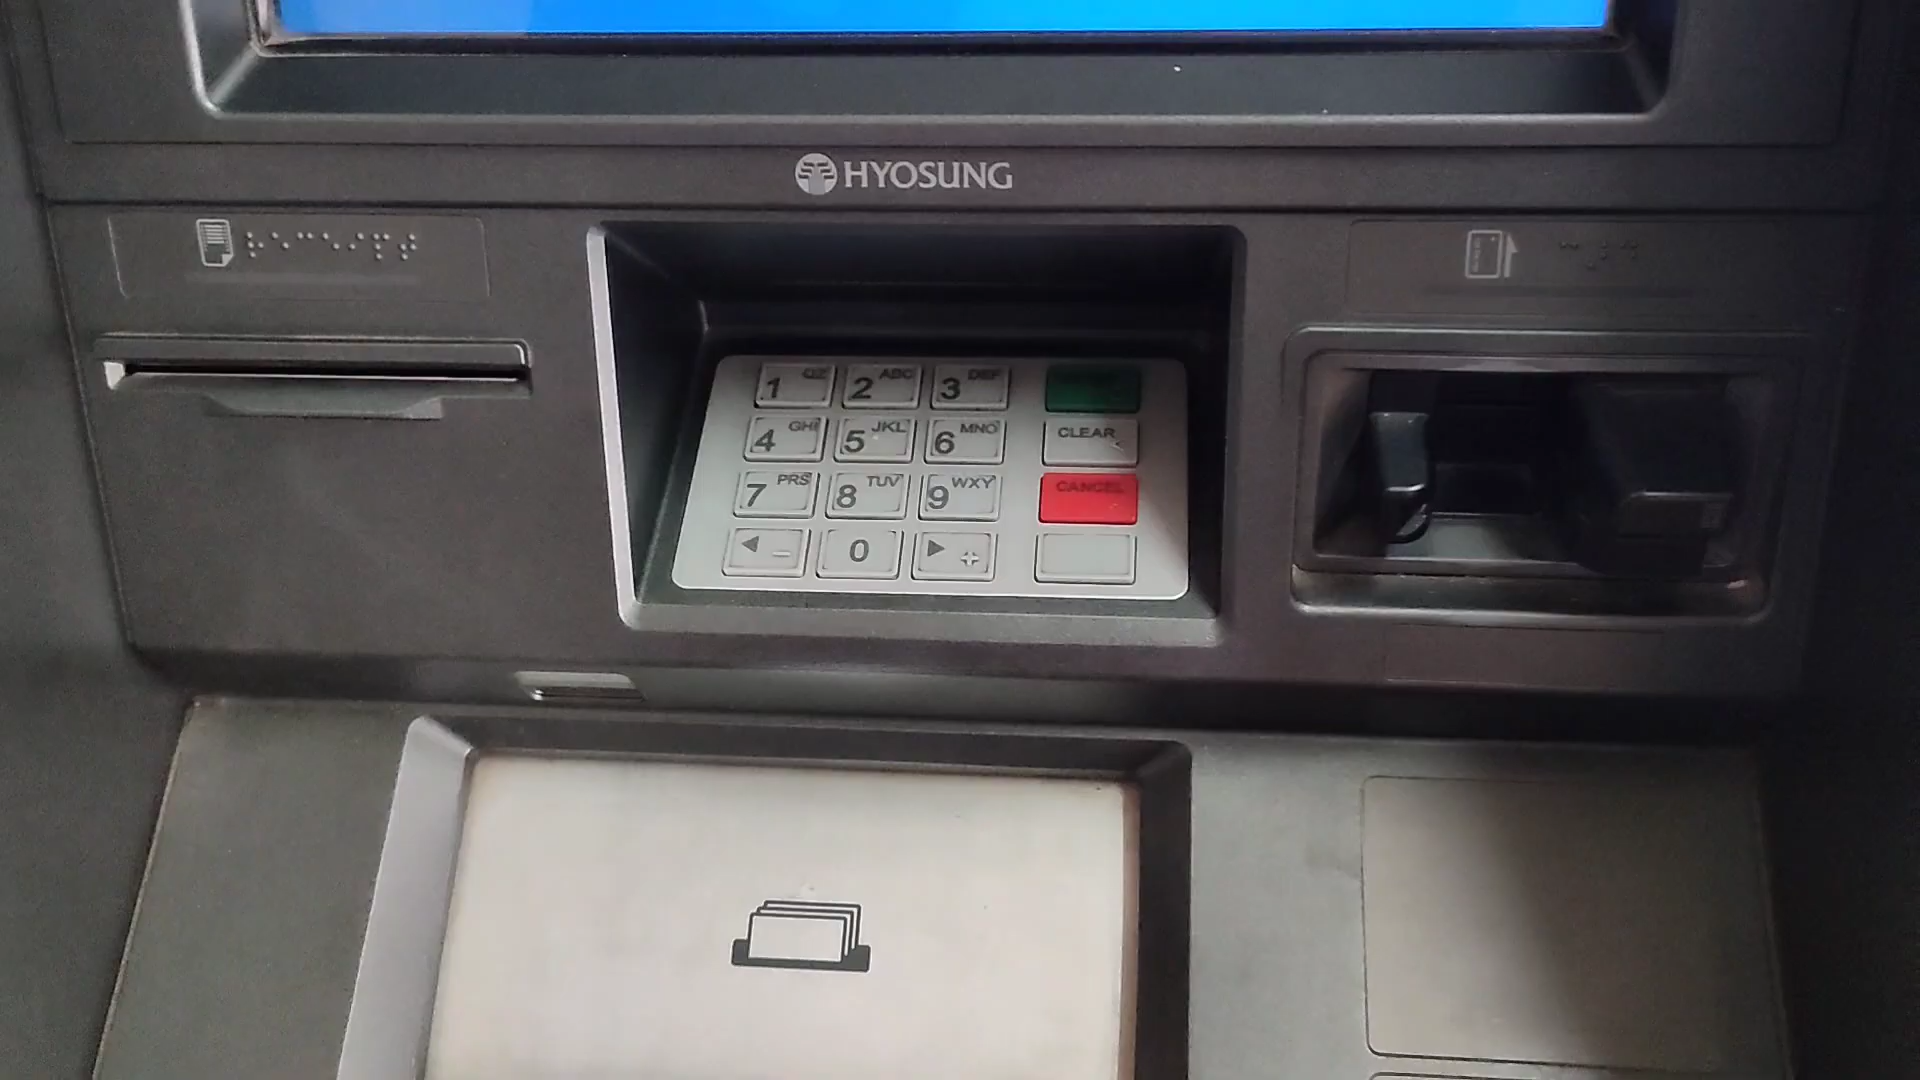 HYOSUNG
1 QZ 2 ABC 3 DEF
4 GHI 5 JKL 6 MNO CLEAR
7 PRS 8 TUV 9 WXY CANCEL
- 0 +